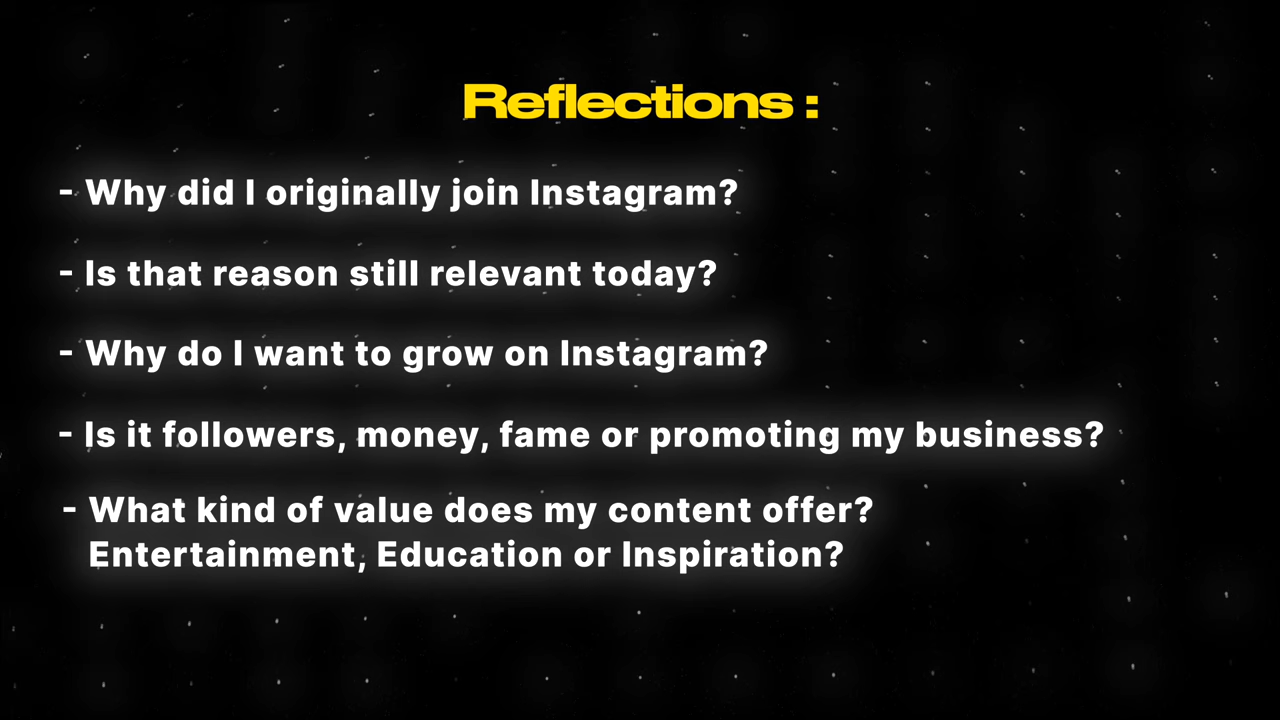 Reflections :
- Why did I originally join Instagram?
- Is that reason still relevant today?
- Why do I want to grow on Instagram?
- Is it followers, money, fame or promoting my business?
- What kind of value does my content offer?
Entertainment, Education or Inspiration?